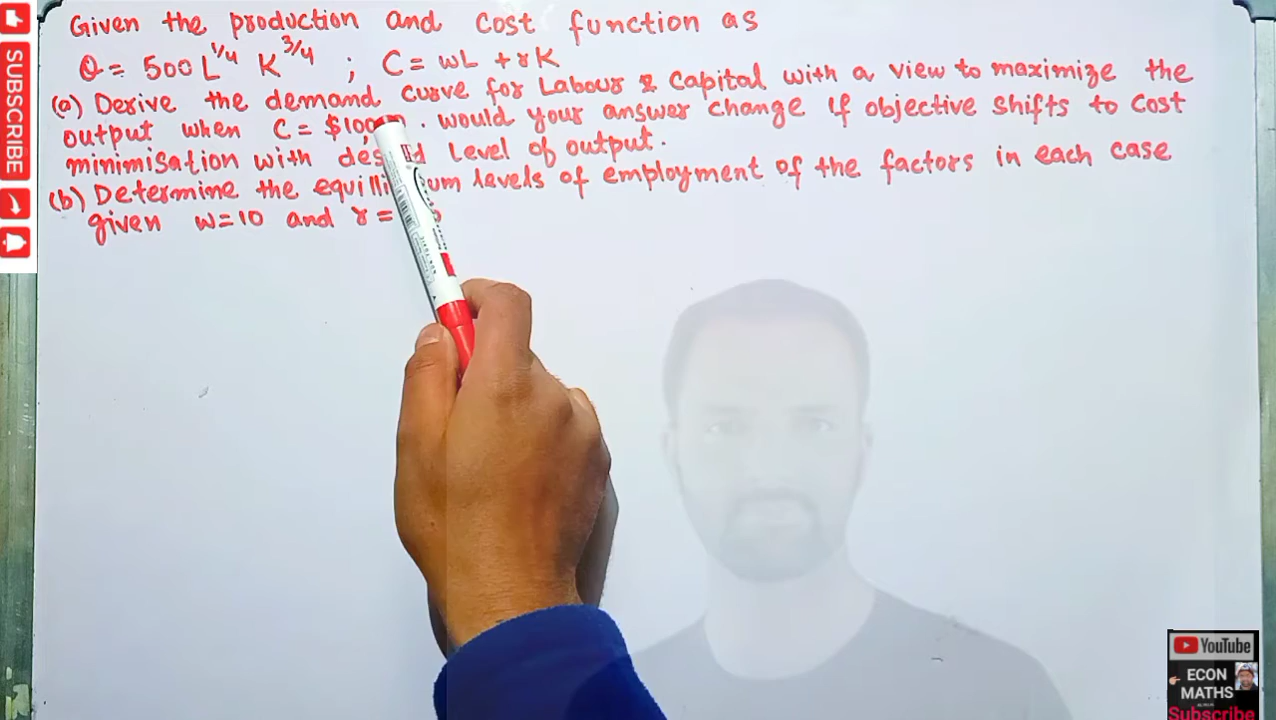 Given the production and cost function as
Q = 500 L^1/4 K^3/4 ; C = wL + rK
(a) Derive the demand curve for Labour & Capital with a view to maximize the
output when C = $ . would your answer change if objective shifts to Cost
minimisation with level of output.
(b) Determine the levels of employment of the factors in each case
given w=10 and r =
SUBSCRIBE
YouTube
ECON
MATHS
Subscribe